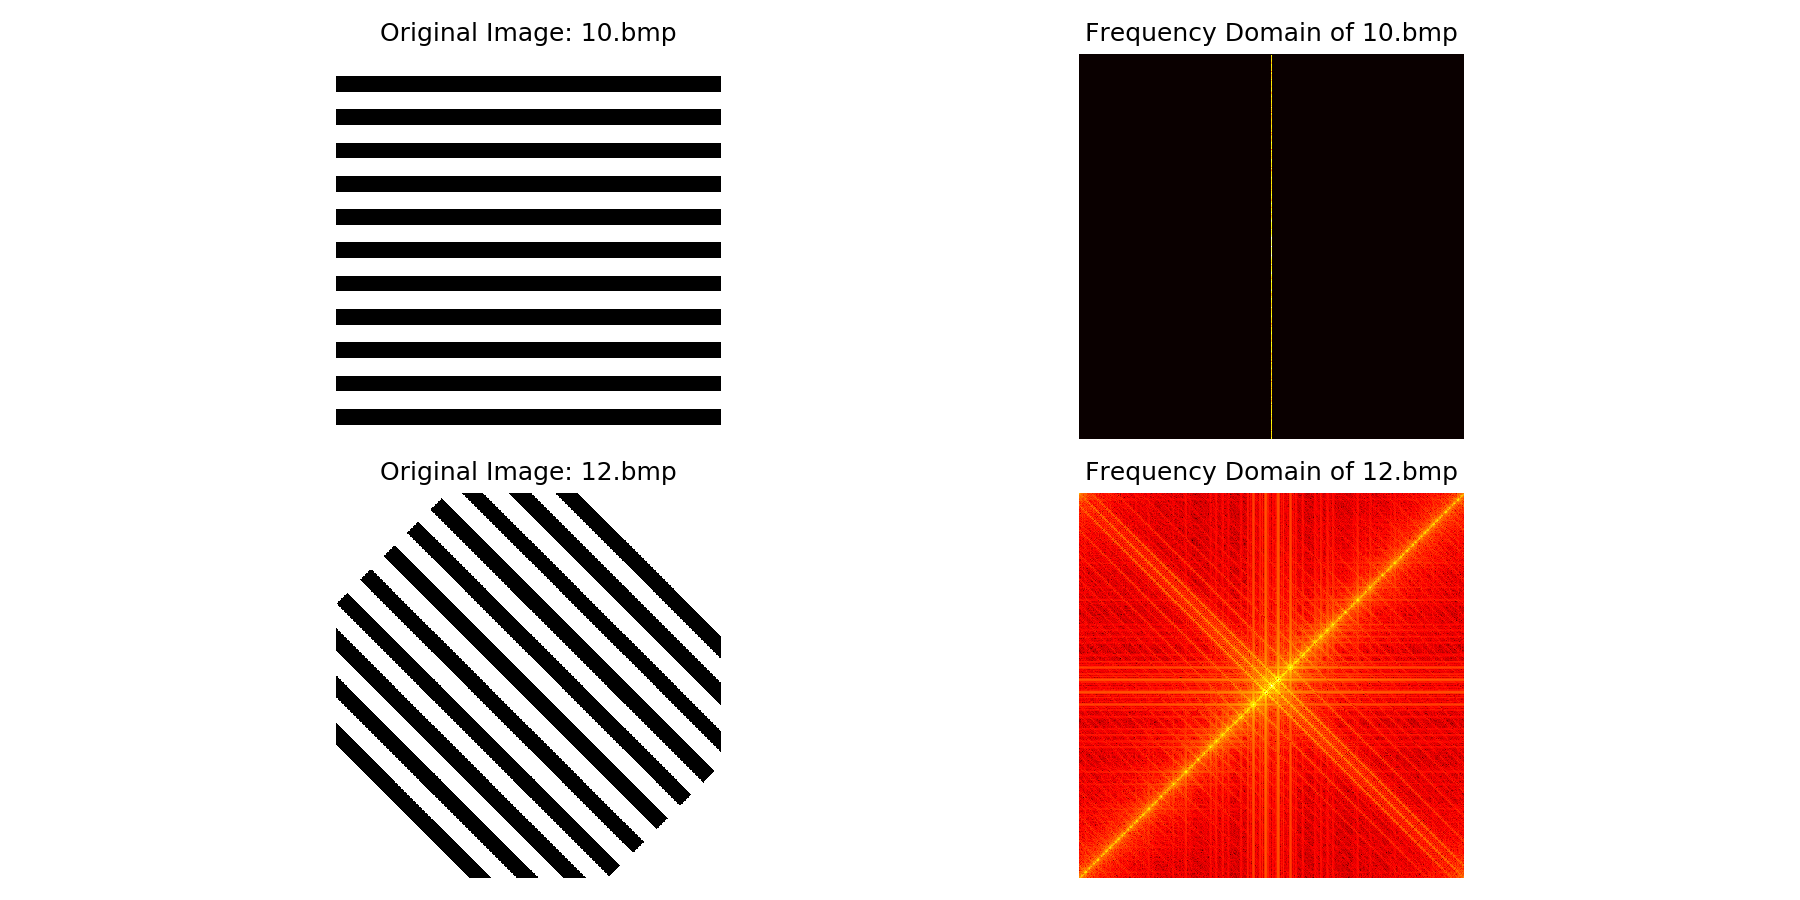 Original Image: 10.bmp
Frequency Domain of 10.bmp
Original Image: 12.bmp
Frequency Domain of 12.bmp